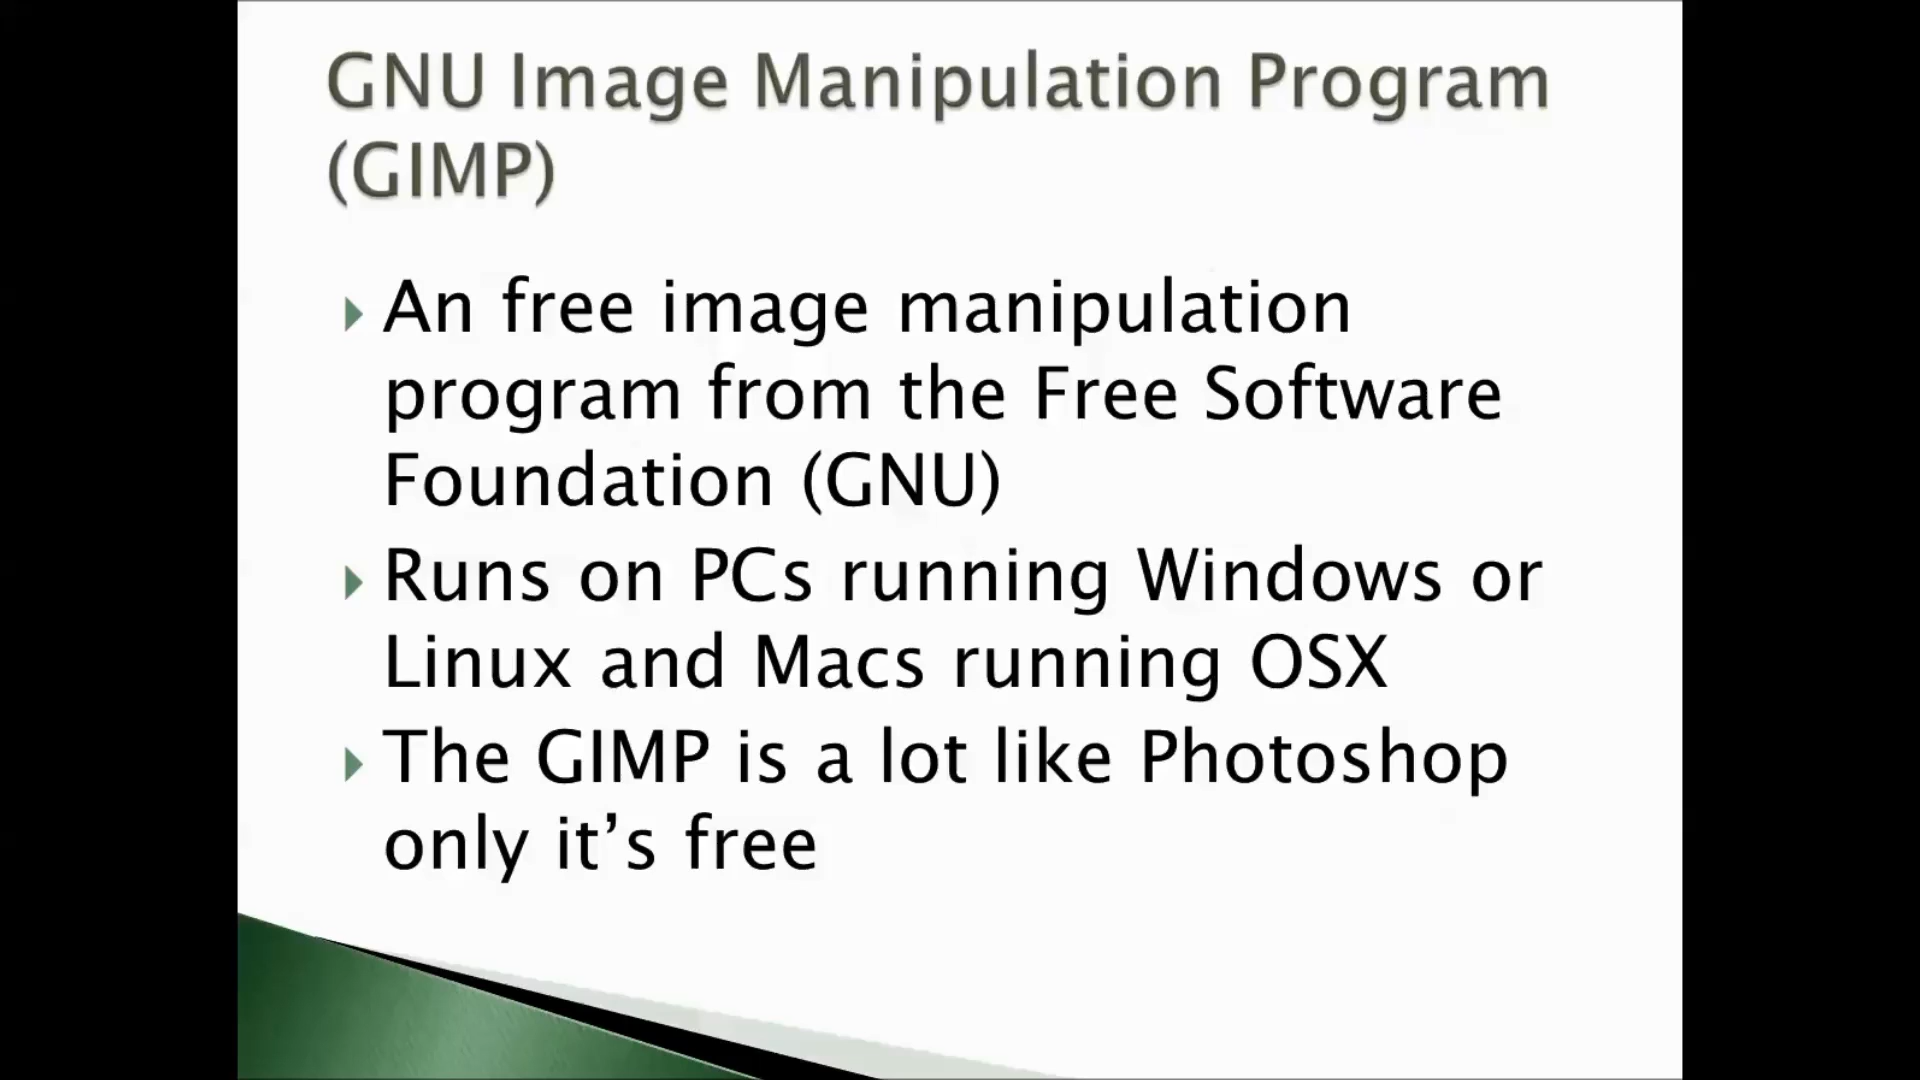 GNU Image Manipulation Program
(GIMP)
An free image manipulation
program from the Free Software
Foundation (GNU)
Runs on PCs running Windows or
Linux and Macs running OSX
The GIMP is a lot like Photoshop
only it’s free